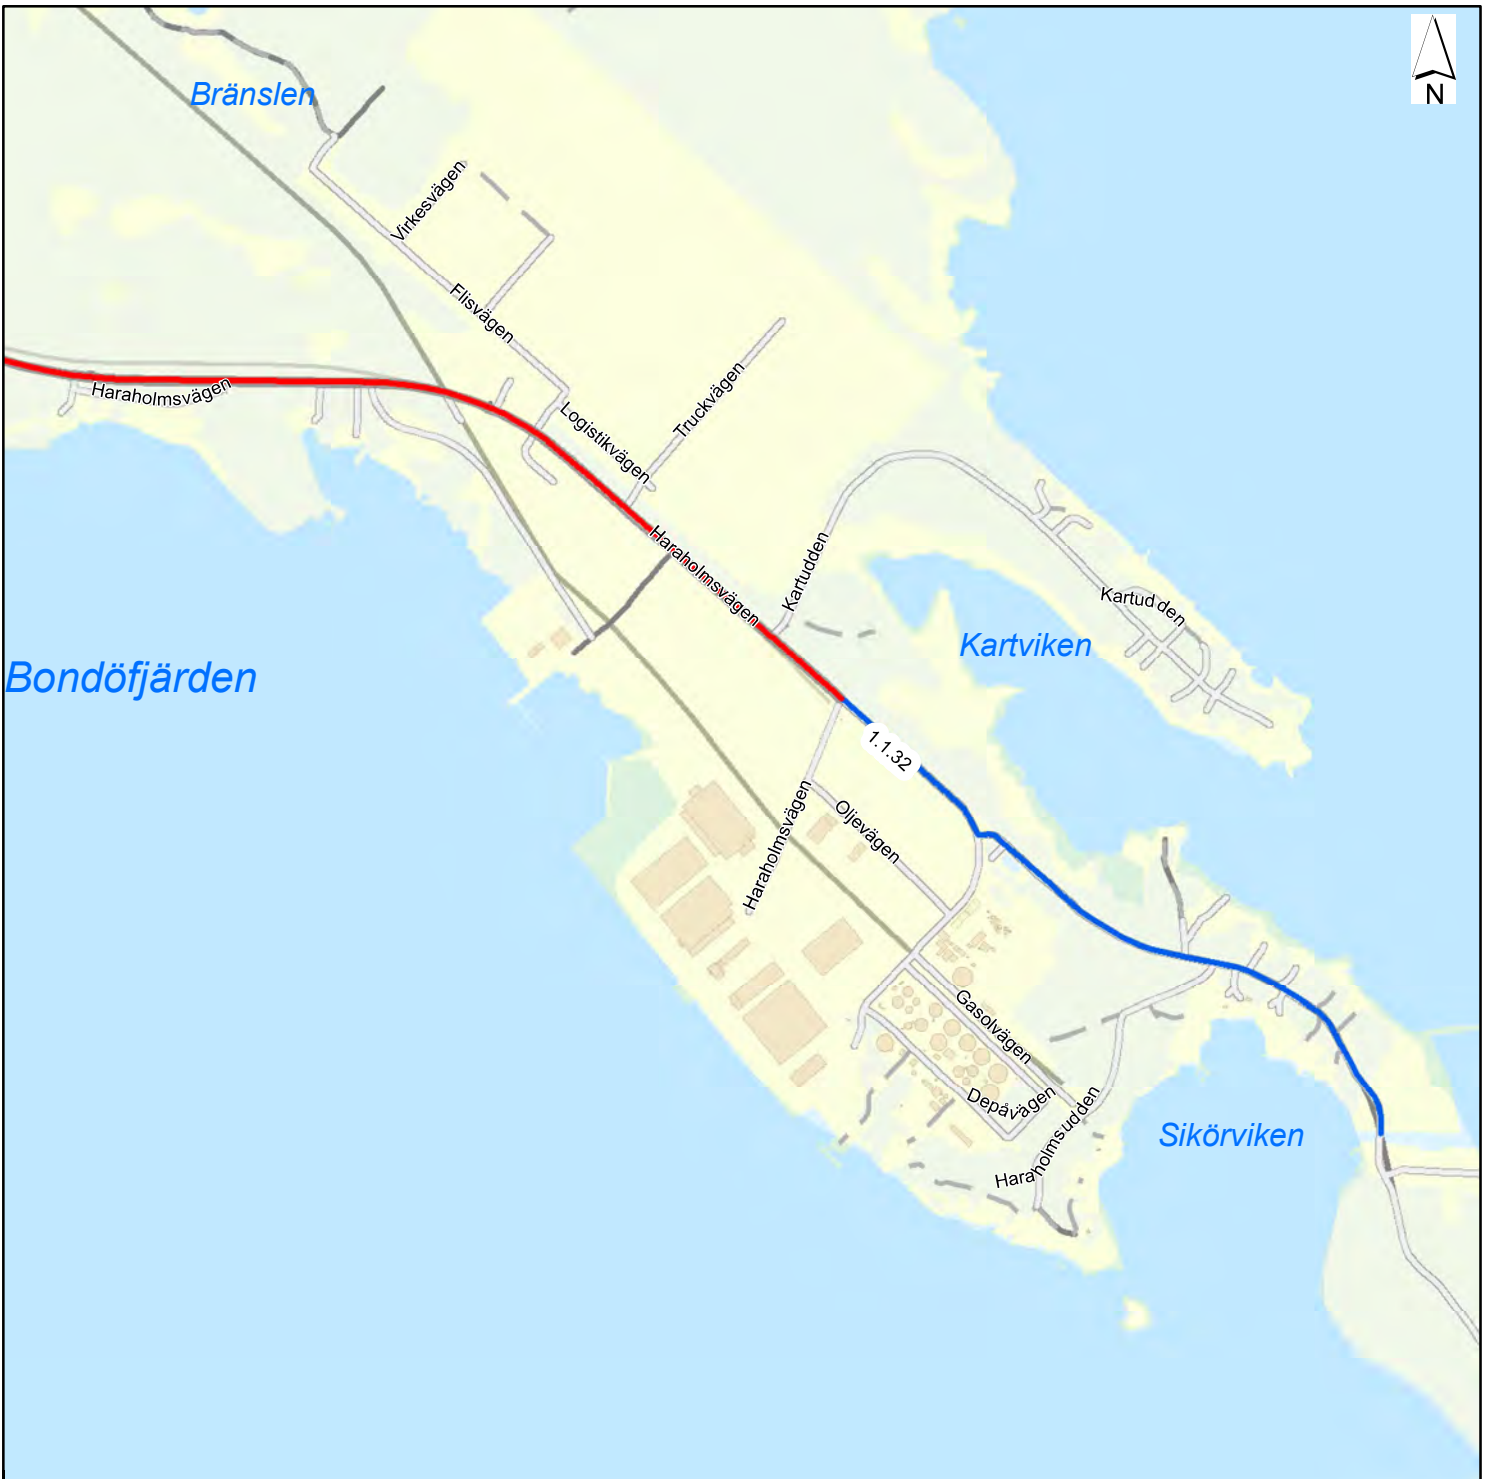 N
Bränslen
Virkesvägen
Flisvägen
Haraholmsvägen
Truckvägen
Logistikvägen
Haraholmsvägen
Kartudden
Kartudden
Kartviken
Bondöfjärden
1.1.32
Haraholmsvägen
Oljevägen
Gasolvägen
Depåvägen
Haraholmsudden
Sikörviken